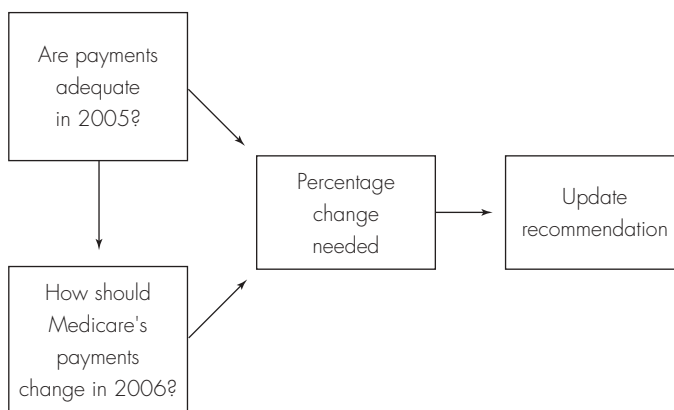 Are payments
adequate
in 2005?
Percentage
change
needed
Update
recommendation
How should
Medicare's
payments
change in 2006?